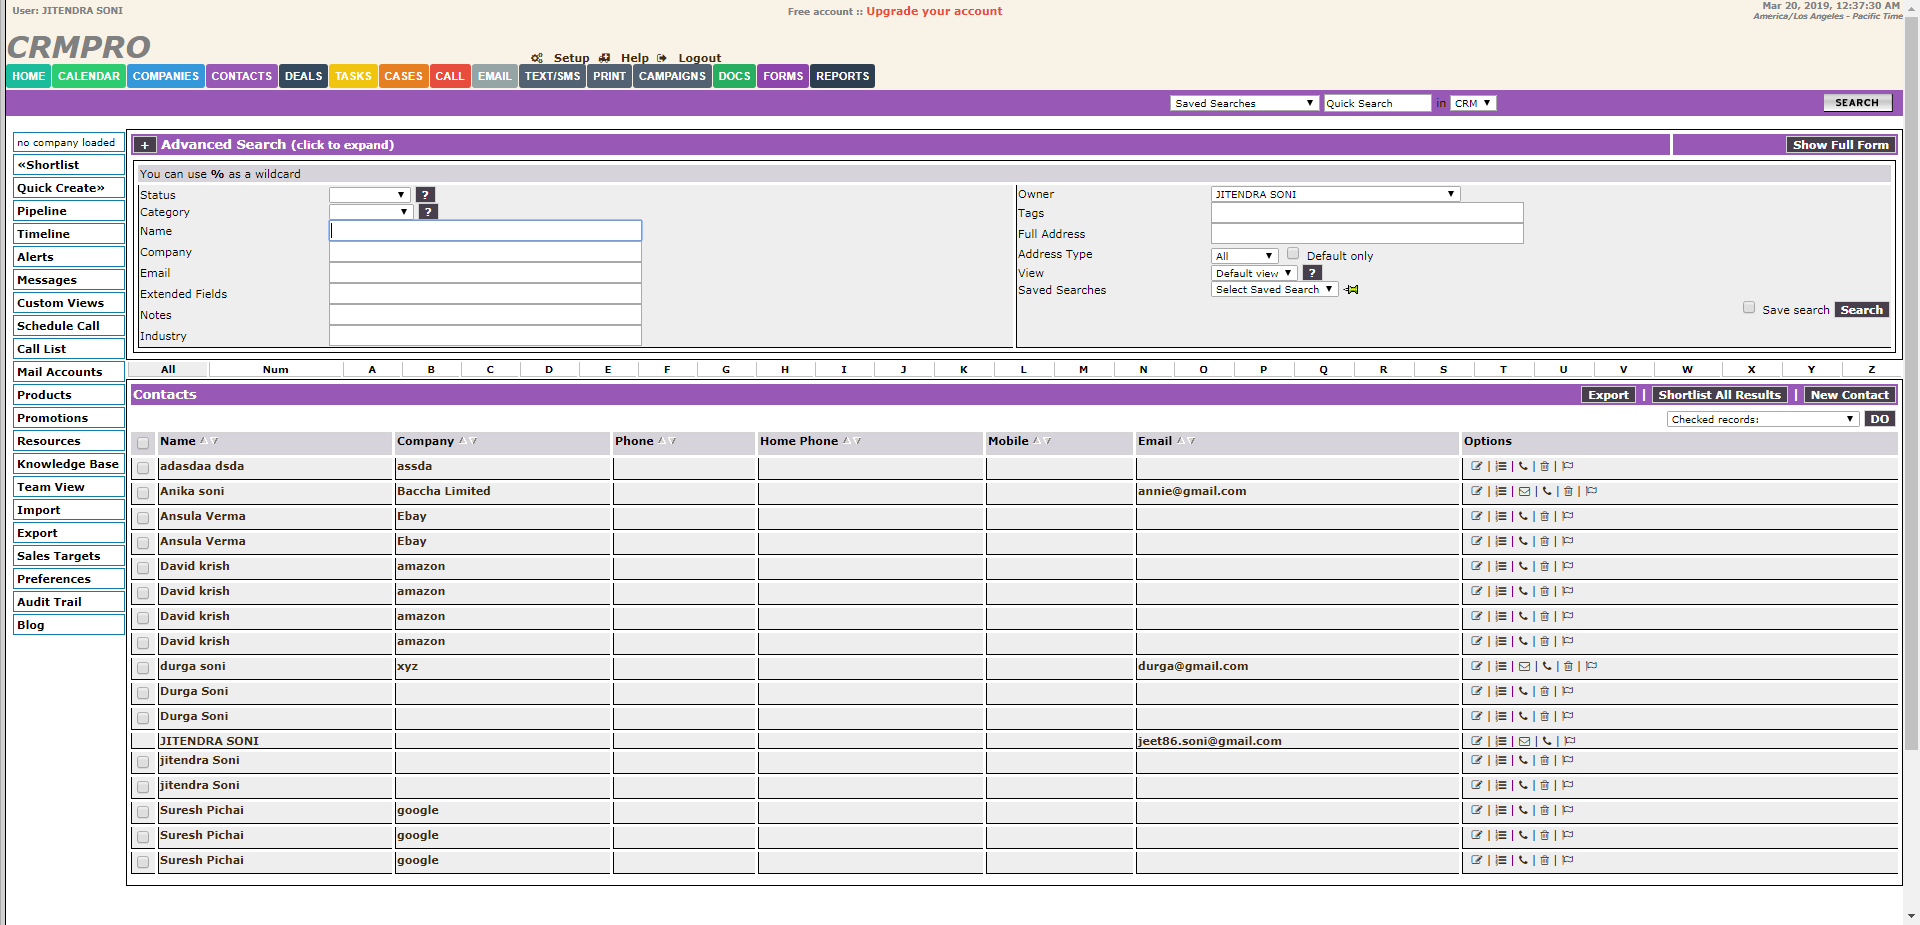 User: JITENDRA SONI
Free account :: Upgrade your account
Mar 20, 2019, 12:37:30 AM
America/Los Angeles - Pacific Time
CRMPRO
Setup Help Logout
HOME CALENDAR COMPANIES CONTACTS DEALS TASKS CASES CALL EMAIL TEXT/SMS PRINT CAMPAIGNS DOCS FORMS REPORTS
Saved Searches Quick Search in CRM SEARCH
no company loaded
«Shortlist
Quick Create»
Pipeline
Timeline
Alerts
Messages
Custom Views
Schedule Call
Call List
Mail Accounts
Products
Promotions
Resources
Knowledge Base
Team View
Import
Export
Sales Targets
Preferences
Audit Trail
Blog
+ Advanced Search (click to expand) Show Full Form
You can use % as a wildcard
Status ?
Category ?
Name
Company
Email
Extended Fields
Notes
Industry
Owner JITENDRA SONI
Tags
Full Address
Address Type All Default only
View Default view ?
Saved Searches Select Saved Search
Save search Search
All Num A B C D E F G H I J K L M N O P Q R S T U V W X Y Z
Contacts Export | Shortlist All Results | New Contact
Checked records: DO
Name Company Phone Home Phone Mobile Email Options
adasdaa dsda assda
Anika soni Baccha Limited annie@gmail.com
Ansula Verma Ebay
Ansula Verma Ebay
David krish amazon
David krish amazon
David krish amazon
David krish amazon
durga soni xyz durga@gmail.com
Durga Soni
Durga Soni
JITENDRA SONI jeet86.soni@gmail.com
jitendra Soni
jitendra Soni
Suresh Pichai google
Suresh Pichai google
Suresh Pichai google